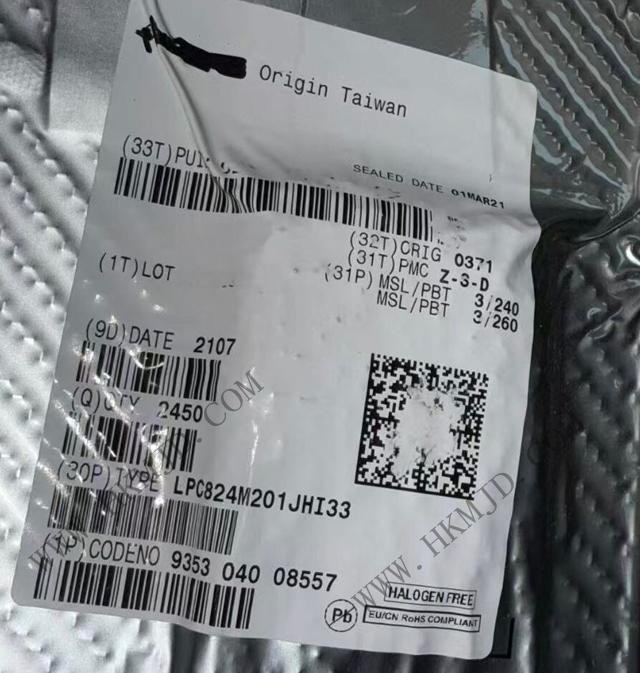 Origin Taiwan
(33T)PUI:
SEALED DATE 01MAR21
(32T)CRIG 0371
(31T)PMC Z-S-D
(1T)LOT
(31P)MSL/PBT 3/240
MSL/PBT 3/260
(9D)DATE 2107
(Q)QTY 2450
(30P)TYPE LPC824M201JHI33
(1P)CODENO 9353 040 08557
HALOGEN FREE
Pb
EU/CN RoHS COMPLIANT
WWW.HKMJD.COM